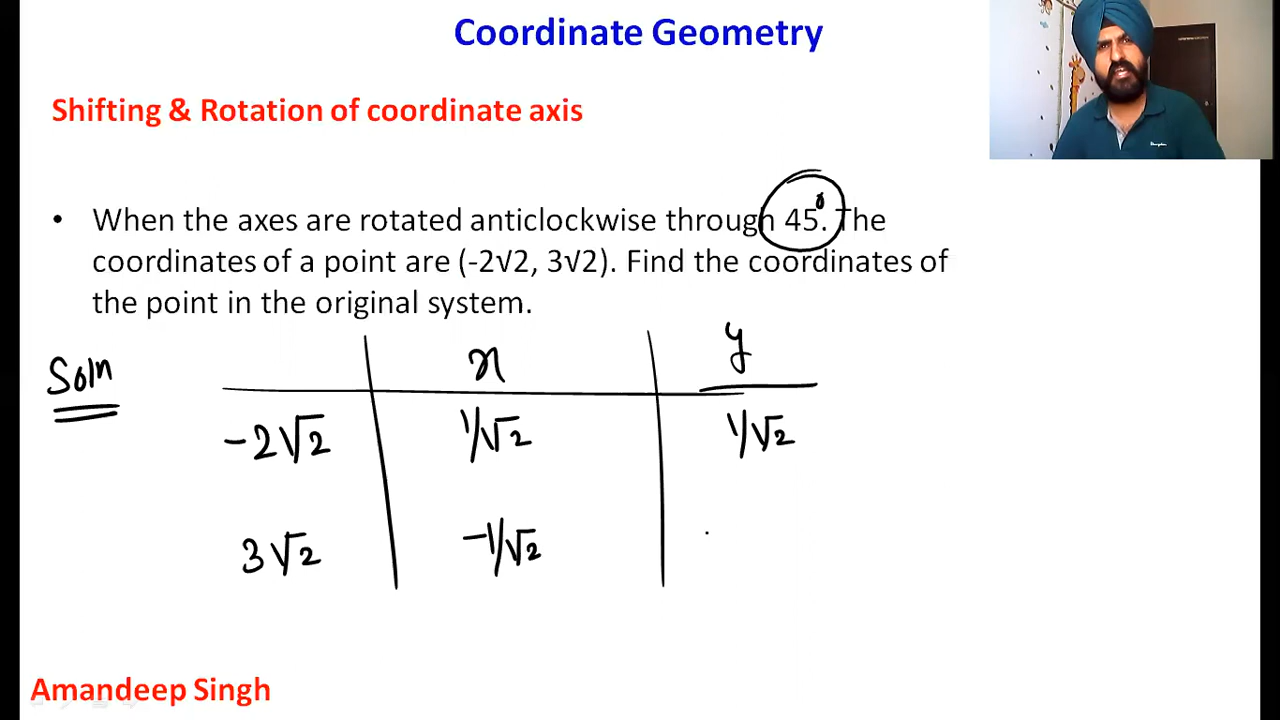 Coordinate Geometry
Shifting & Rotation of coordinate axis
• When the axes are rotated anticlockwise through 45°. The
coordinates of a point are (-2√2, 3√2). Find the coordinates of
the point in the original system.
Soln
x y
-2√2 1/√2 1/√2
3√2 -1/√2
Amandeep Singh